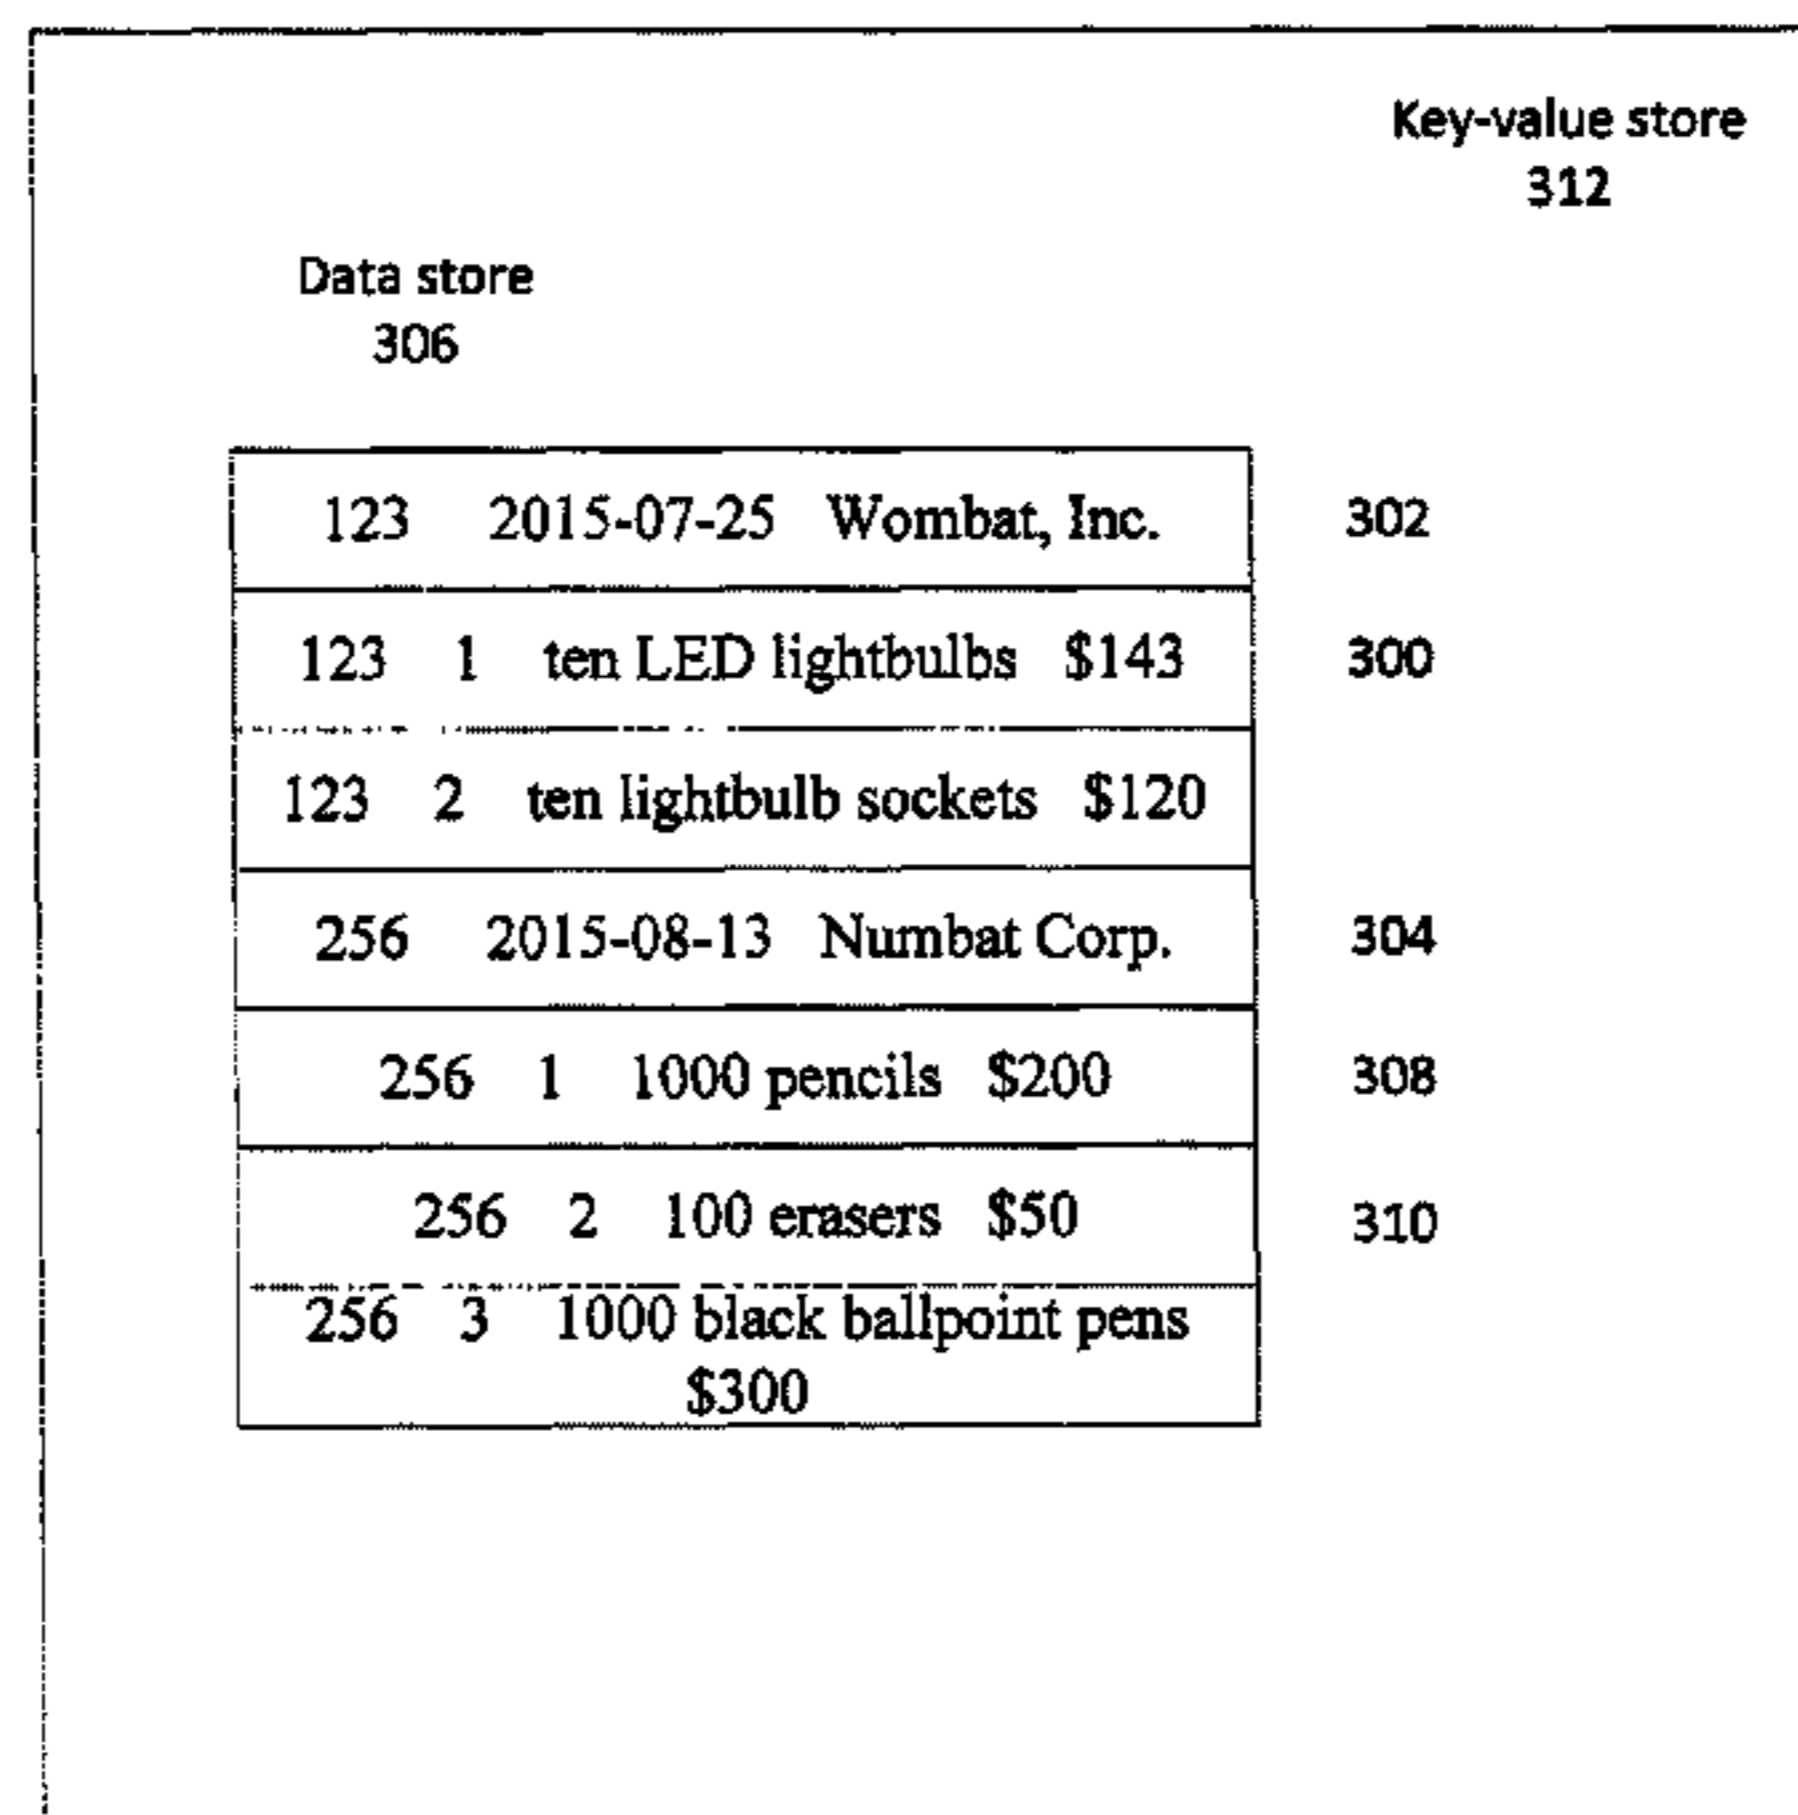 Key-value store
312
Data store
306
123 2015-07-25 Wombat, Inc. 302
123 1 ten LED lightbulbs $143 300
123 2 ten lightbulb sockets $120
256 2015-08-13 Numbat Corp. 304
256 1 1000 pencils $200 308
256 2 100 erasers $50 310
256 3 1000 black ballpoint pens
$300